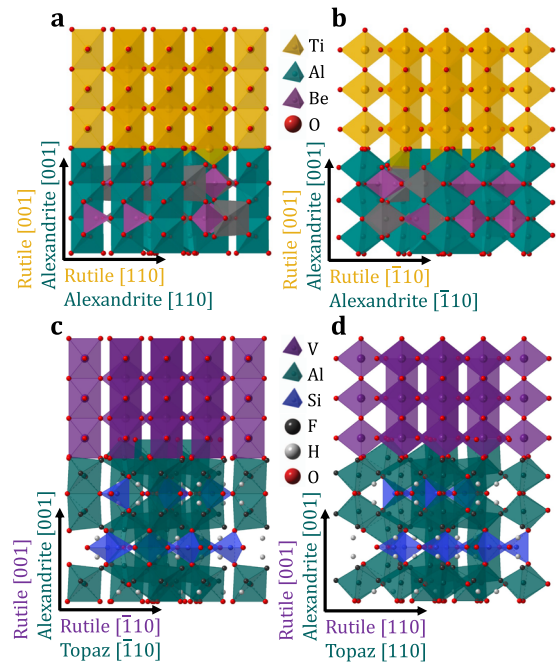 a
b
Ti
Al
Be
O
Rutile [001]
Alexandrite [001]
Rutile [110]
Alexandrite [110]
Rutile [001]
Alexandrite [001]
Rutile [1̄10]
Alexandrite [1̄10]
c
d
V
Al
Si
F
H
O
Rutile [001]
Alexandrite [001]
Rutile [1̄10]
Topaz [1̄10]
Rutile [001]
Alexandrite [001]
Rutile [110]
Topaz [110]